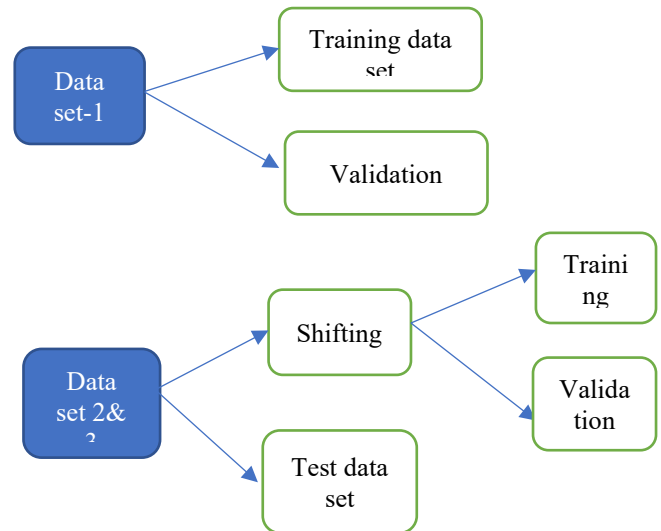 Training data
set
Data
set-1
Validation
Traini
ng
Shifting
Data
set 2&
Valida
tion
Test data
set